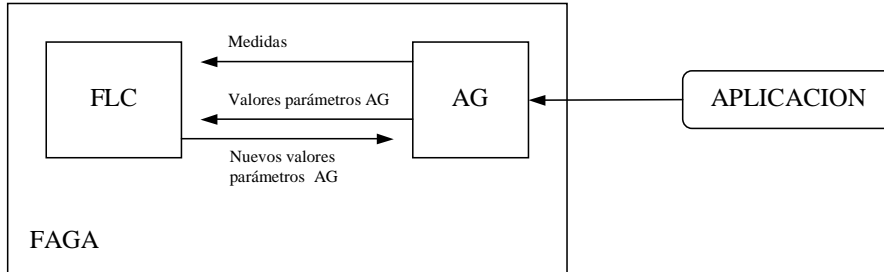 Medidas
FLC
Valores parámetros AG
AG
APLICACION
Nuevos valores
parámetros AG
FAGA